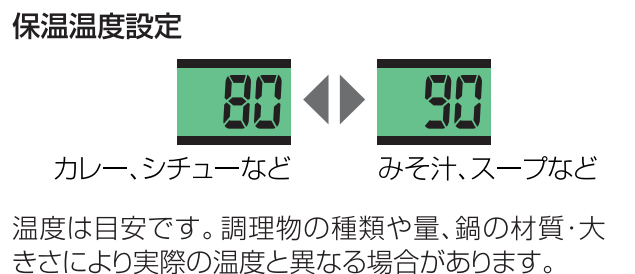 保温温度設定
80 90
カレー、シチューなど みそ汁、スープなど
温度は目安です。調理物の種類や量、鍋の材質・大
きさにより実際の温度と異なる場合があります。